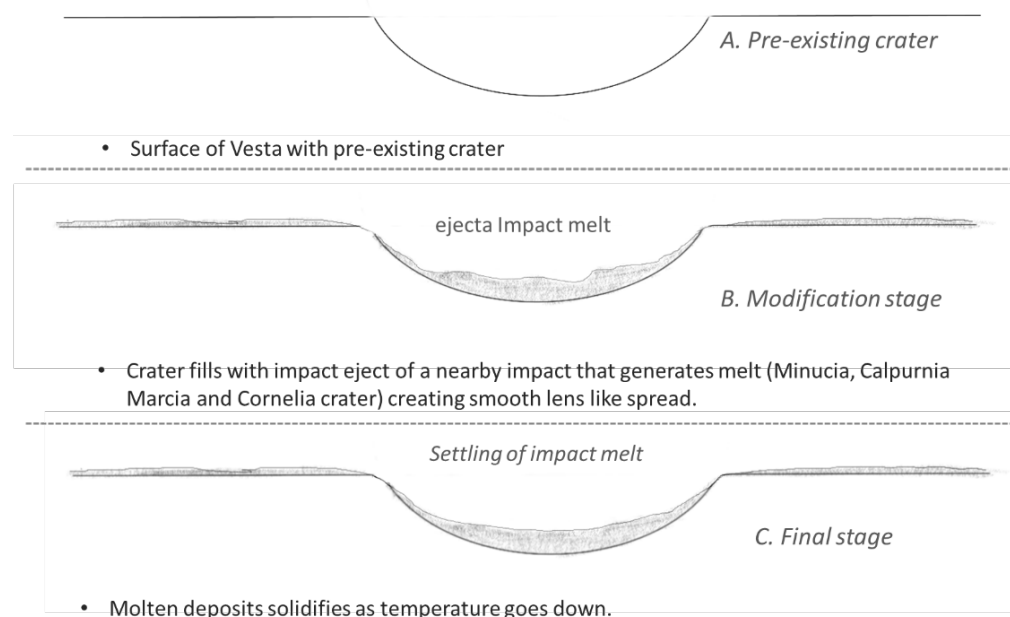 A. Pre-existing crater
• Surface of Vesta with pre-existing crater
ejecta Impact melt
B. Modification stage
• Crater fills with impact eject of a nearby impact that generates melt (Minucia, Calpurnia
Marcia and Cornelia crater) creating smooth lens like spread.
Settling of impact melt
C. Final stage
• Molten deposits solidifies as temperature goes down.